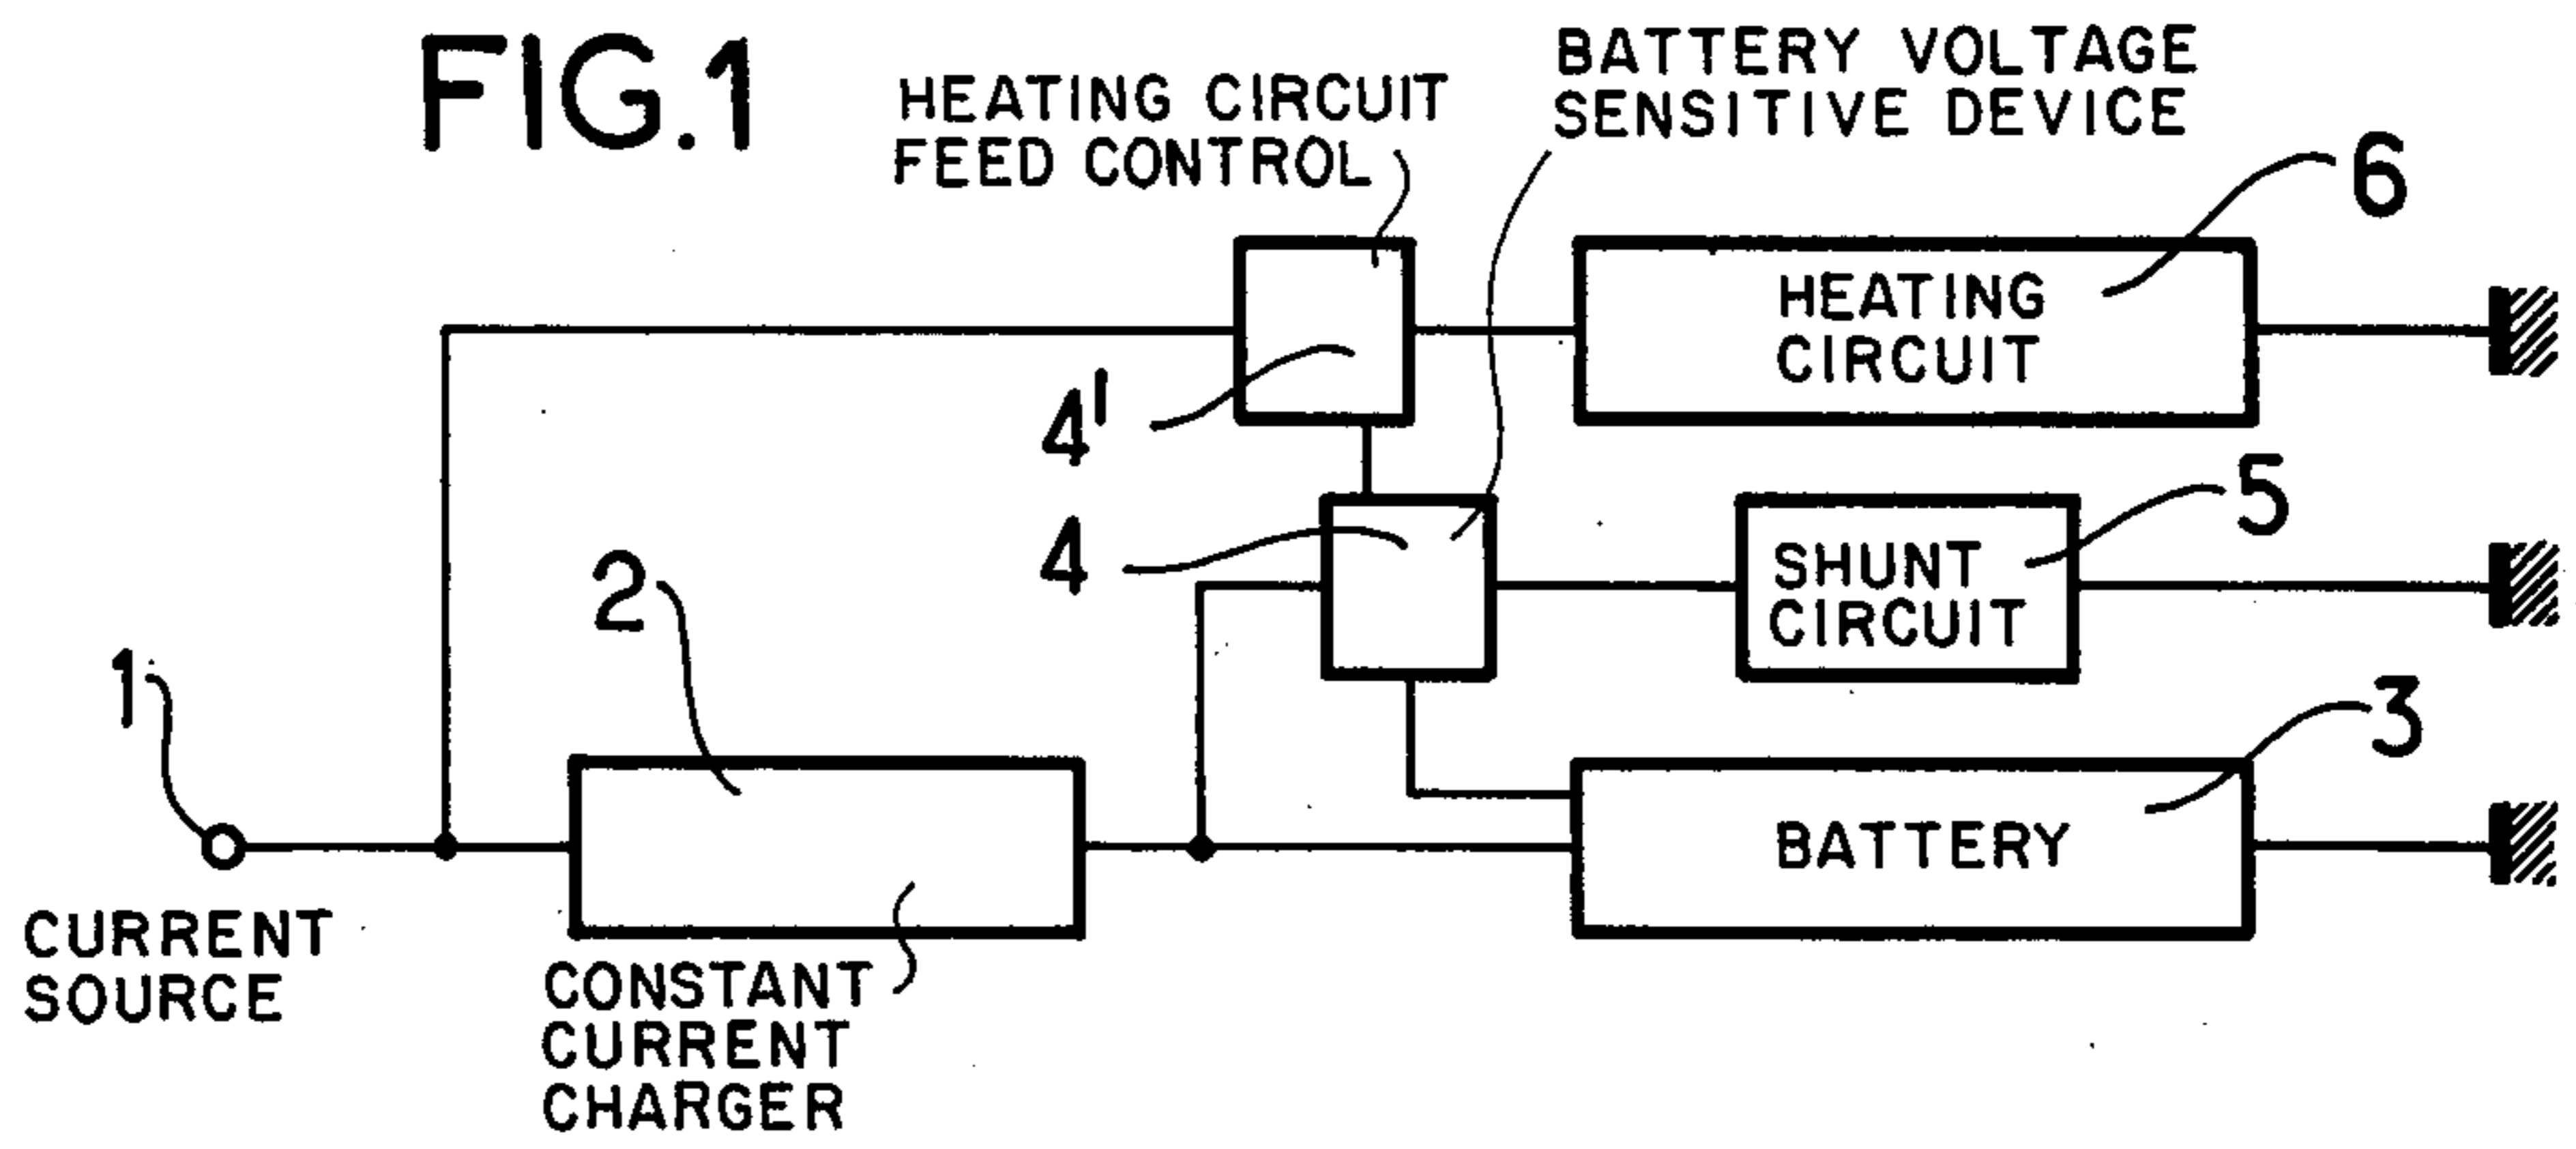 FIG.1
HEATING CIRCUIT
FEED CONTROL
BATTERY VOLTAGE
SENSITIVE DEVICE
6
HEATING
CIRCUIT
4'
4
5
SHUNT
CIRCUIT
2
1
3
BATTERY
CURRENT
SOURCE
CONSTANT
CURRENT
CHARGER